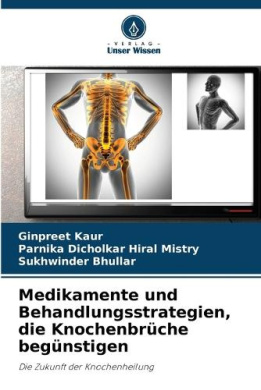 - VERLAG -
Unser Wissen
Ginpreet Kaur
Parnika Dicholkar Hiral Mistry
Sukhwinder Bhullar
Medikamente und
Behandlungsstrategien,
die Knochenbrüche
begünstigen
Die Zukunft der Knochenheilung